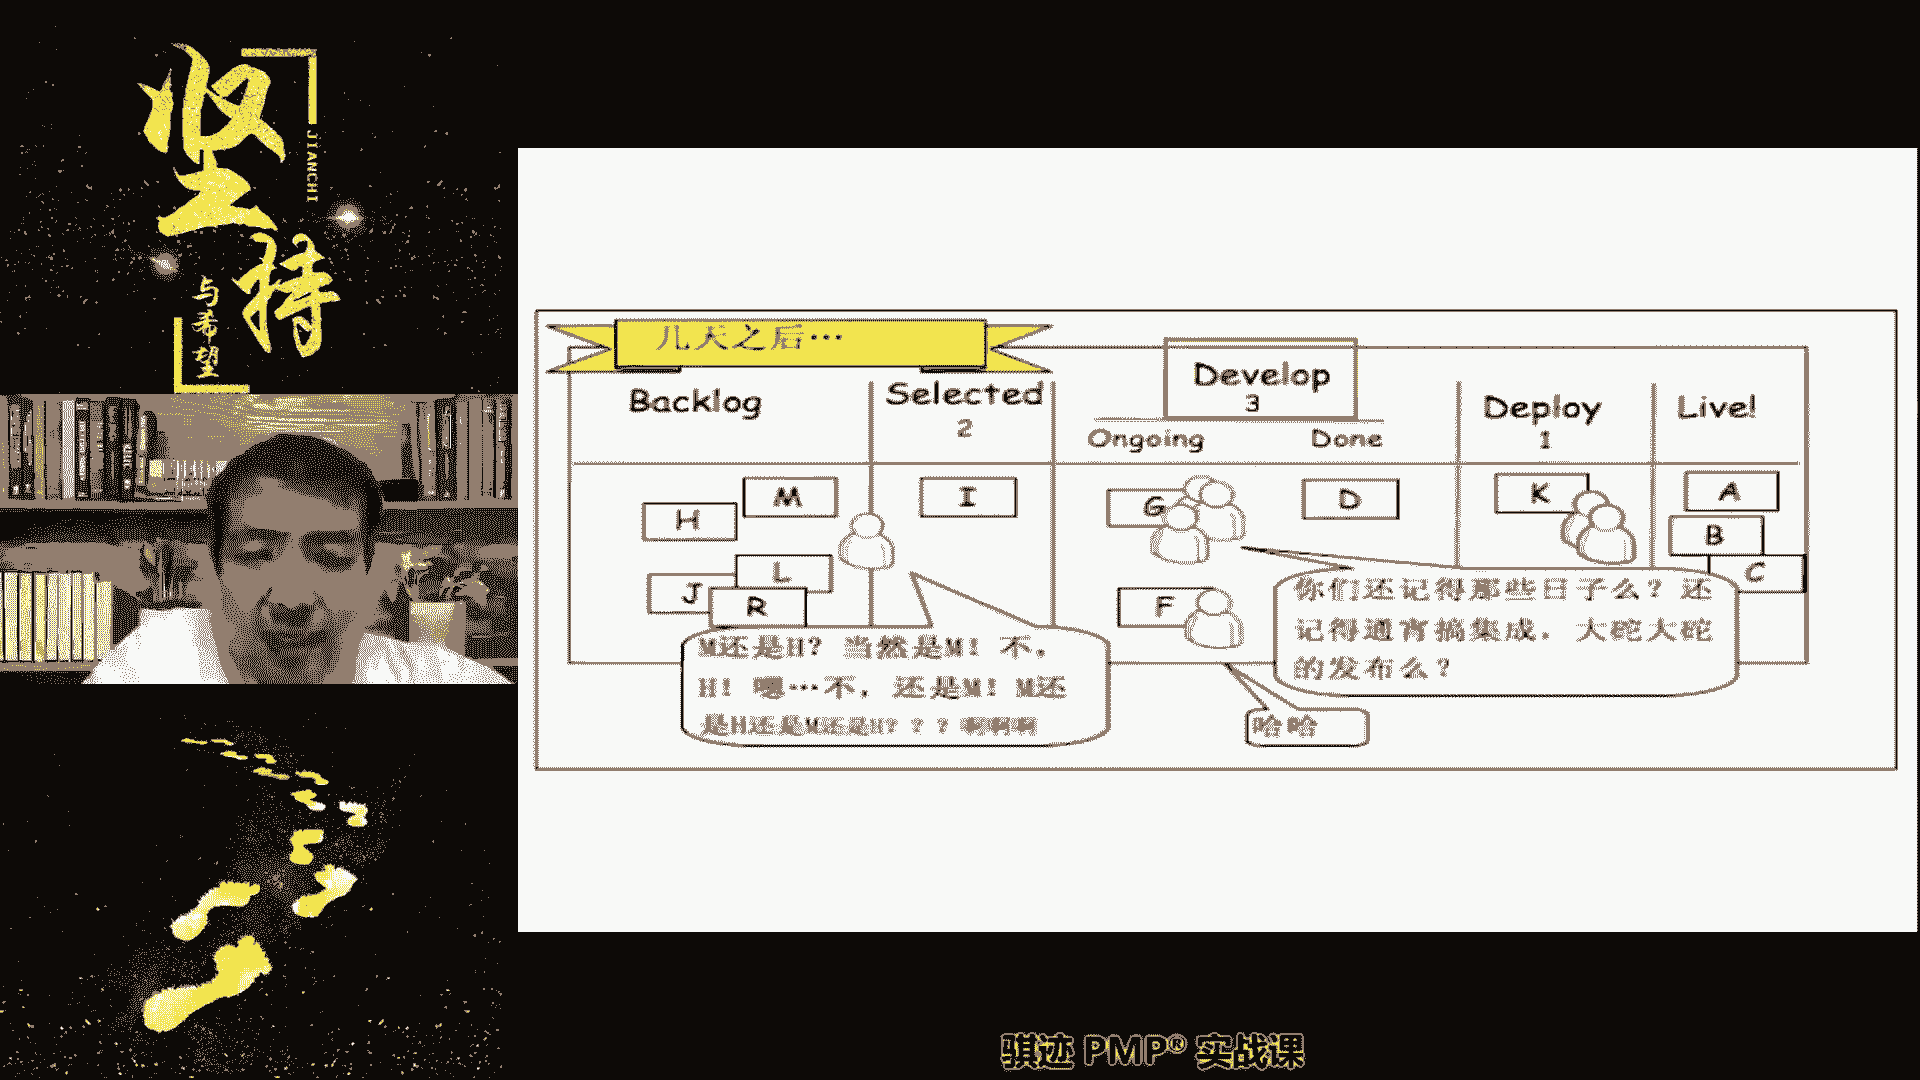 坚持
JIANCHI
与希望
几天之后…
Backlog
Selected
2
Develop
3
Ongoing
Done
Deploy
1
Live!
H
M
J
L
R
I
G
F
D
K
A
B
C
M还是H？当然是M！不，
H！嗯…不，还是M！M还
是H还是M还是H？？？啊啊啊
你们还记得那些日子么？还
记得通宵搞集成，大砣大砣
的发布么？
哈哈
骐迹 PMP® 实战课